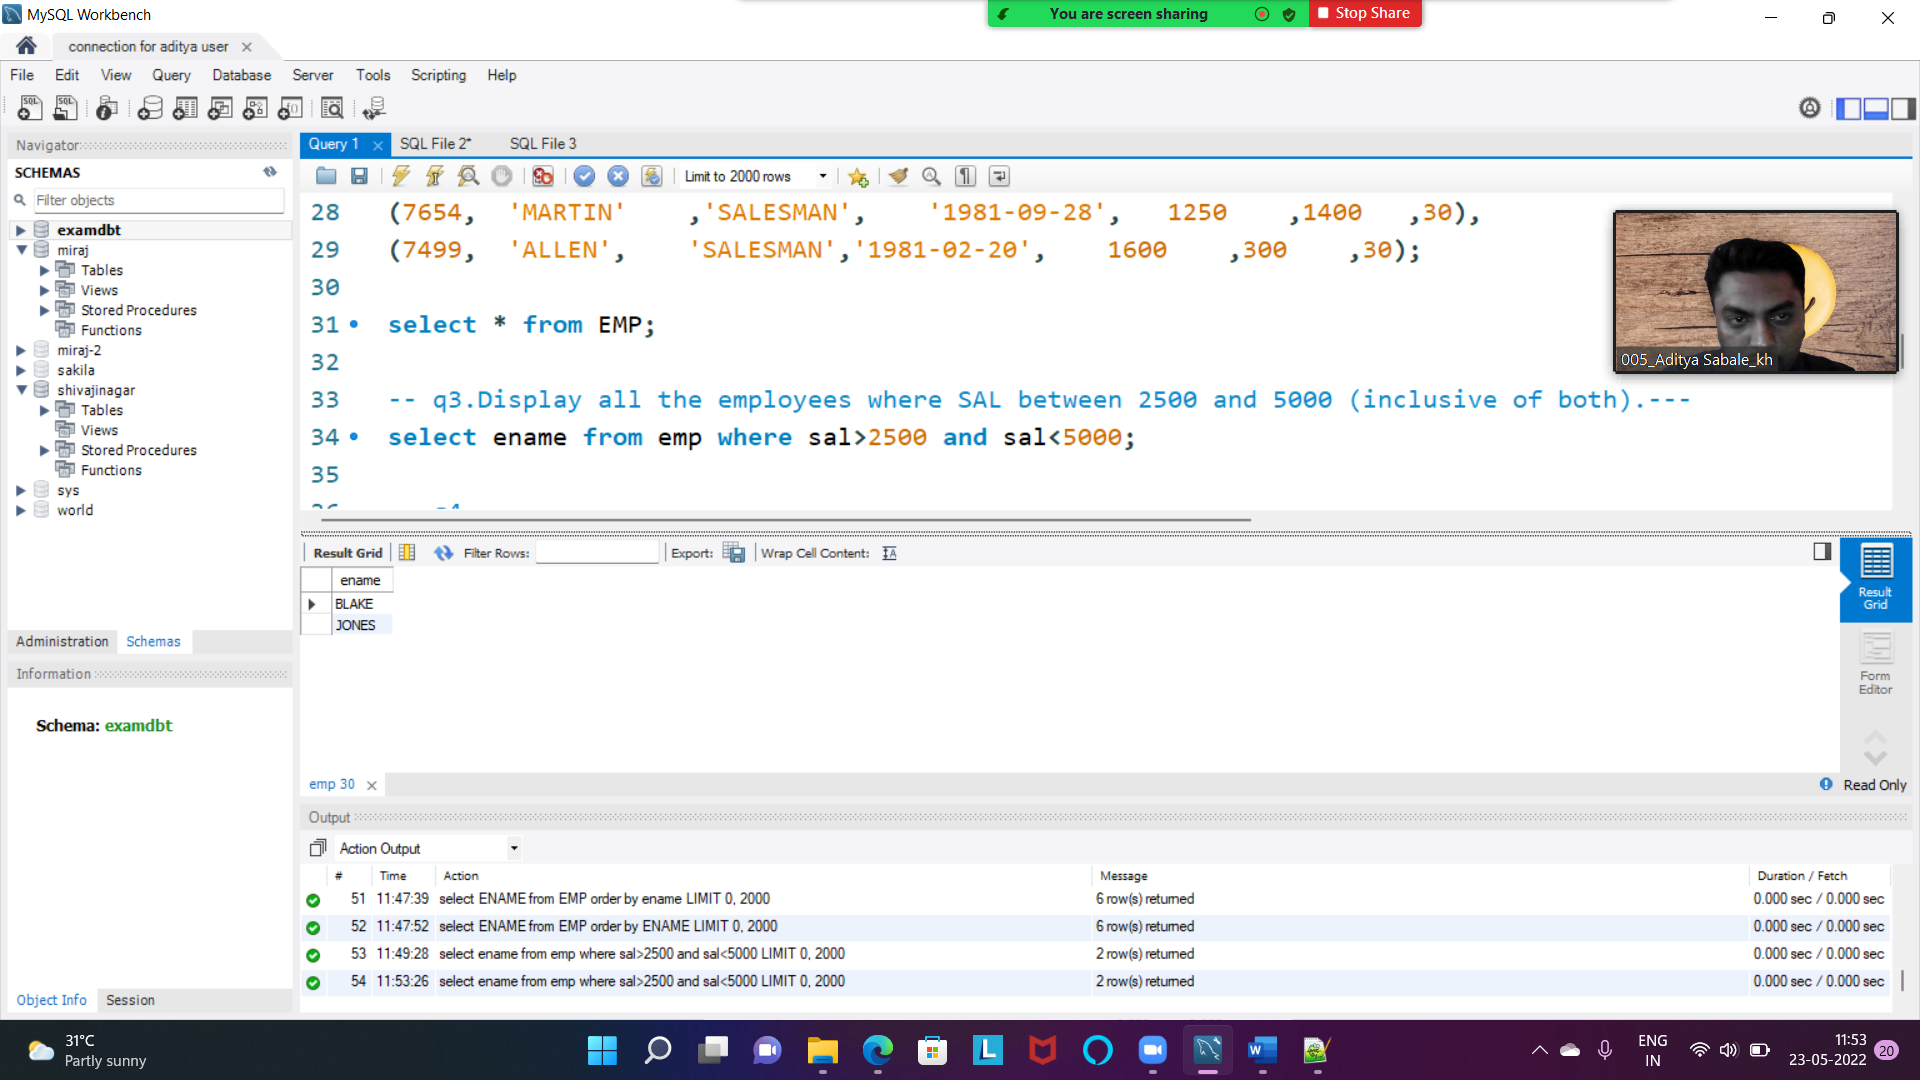 MySQL Workbench
You are screen sharing
Stop Share
connection for aditya user
File Edit View Query Database Server Tools Scripting Help
Navigator
SCHEMAS
Filter objects
examdbt
miraj
Tables
Views
Stored Procedures
Functions
miraj-2
sakila
shivajinagar
Tables
Views
Stored Procedures
Functions
sys
world
Administration Schemas
Information
Schema: examdbt
Object Info Session
Query 1 SQL File 2* SQL File 3
Limit to 2000 rows
28 (7654, 'MARTIN' ,'SALESMAN', '1981-09-28', 1250 ,1400 ,30),
29 (7499, 'ALLEN', 'SALESMAN','1981-02-20', 1600 ,300 ,30);
30
31 select * from EMP;
32
33 -- q3.Display all the employees where SAL between 2500 and 5000 (inclusive of both).---
34 select ename from emp where sal>2500 and sal<5000;
35
005_Aditya Sabale_kh
Result Grid Filter Rows: Export: Wrap Cell Content:
ename
BLAKE
JONES
Result
Grid
Form
Editor
emp 30
Read Only
Output
Action Output
# Time Action Message Duration / Fetch
51 11:47:39 select ENAME from EMP order by ename LIMIT 0, 2000 6 row(s) returned 0.000 sec / 0.000 sec
52 11:47:52 select ENAME from EMP order by ENAME LIMIT 0, 2000 6 row(s) returned 0.000 sec / 0.000 sec
53 11:49:28 select ename from emp where sal>2500 and sal<5000 LIMIT 0, 2000 2 row(s) returned 0.000 sec / 0.000 sec
54 11:53:26 select ename from emp where sal>2500 and sal<5000 LIMIT 0, 2000 2 row(s) returned 0.000 sec / 0.000 sec
31°C
Partly sunny
ENG
IN
11:53
23-05-2022
20